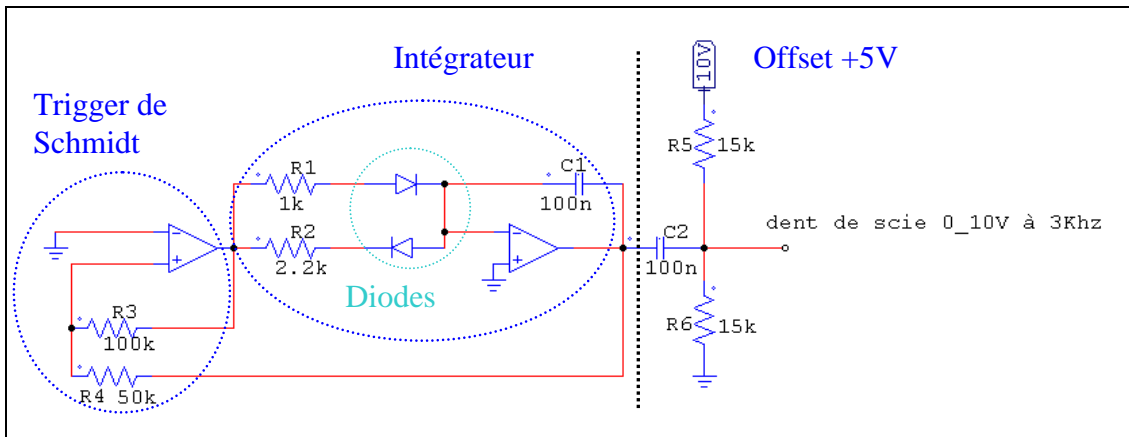 Intégrateur
Offset +5V
10V
Trigger de
Schmidt
R1
1k
C1
100n
R5 15k
R2
2.2k
Diodes
dent de scie 0_10V à 3Khz
C2
100n
R3
100k
R4 50k
R6 15k
-
+
-
+